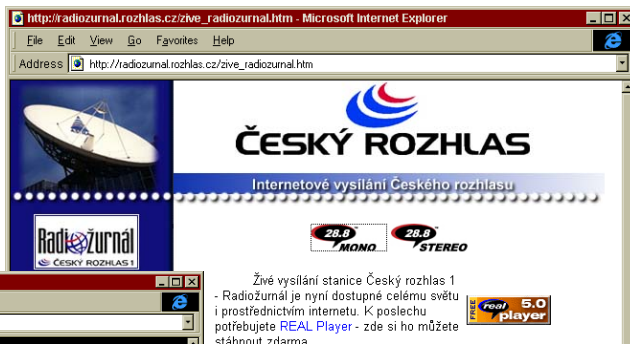 http://radiozurnal.rozhlas.cz/zive_radiozurnal.htm - Microsoft Internet Explorer
File Edit View Go Favorites Help
Address http://radiozurnal.rozhlas.cz/zive_radiozurnal.htm
ČESKÝ ROZHLAS
Internetové vysílání Českého rozhlasu
Radiožurnál
ČESKÝ ROZHLAS 1
28.8 MONO
28.8 STEREO
Živé vysílání stanice Český rozhlas 1
- Radiožurnál je nyní dostupné celému světu
i prostřednictvím internetu. K poslechu
potřebujete REAL Player - zde si ho můžete
stáhnout zdarma
FREE real 5.0
player